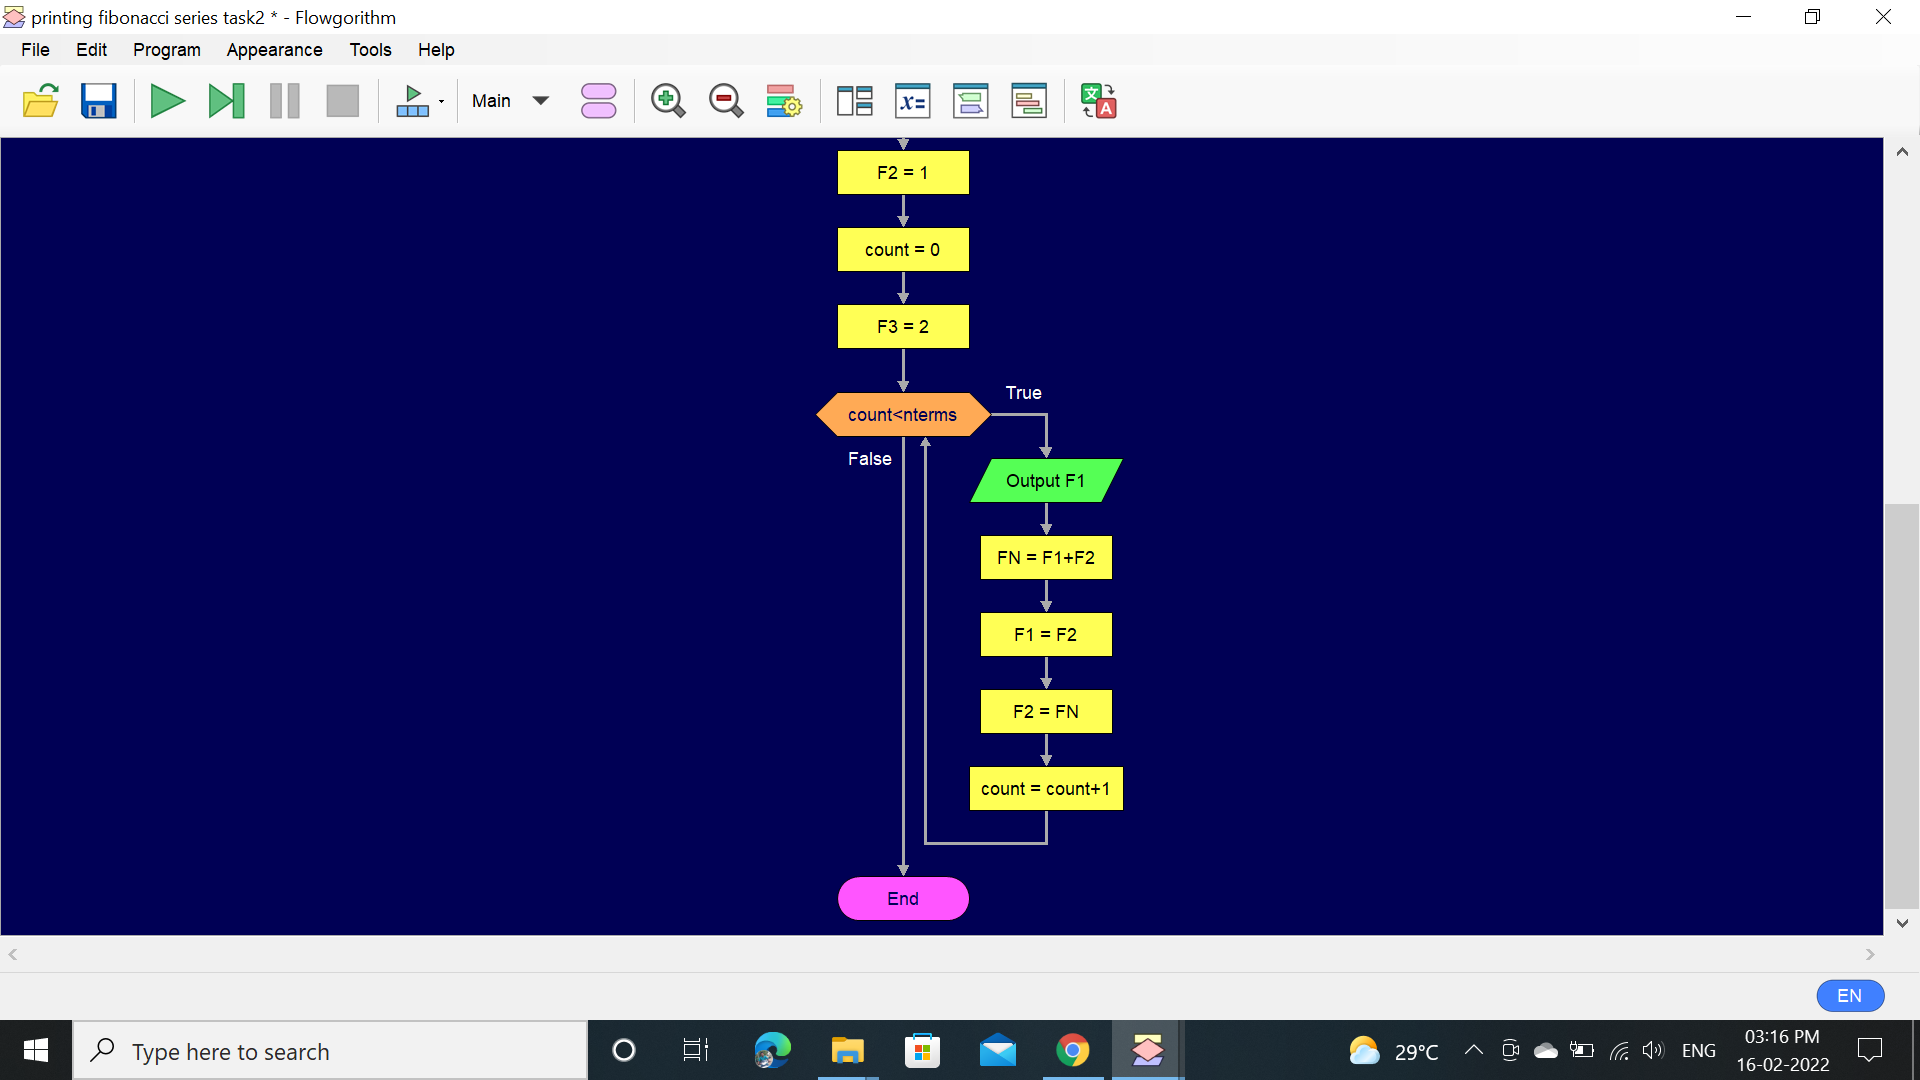 printing fibonacci series task2 * - Flowgorithm
File Edit Program Appearance Tools Help
Main
x=
文
A
F2 = 1
count = 0
F3 = 2
True
count<nterms
False
Output F1
FN = F1+F2
F1 = F2
F2 = FN
count = count+1
End
EN
Type here to search
29°C
ENG
03:16 PM
16-02-2022